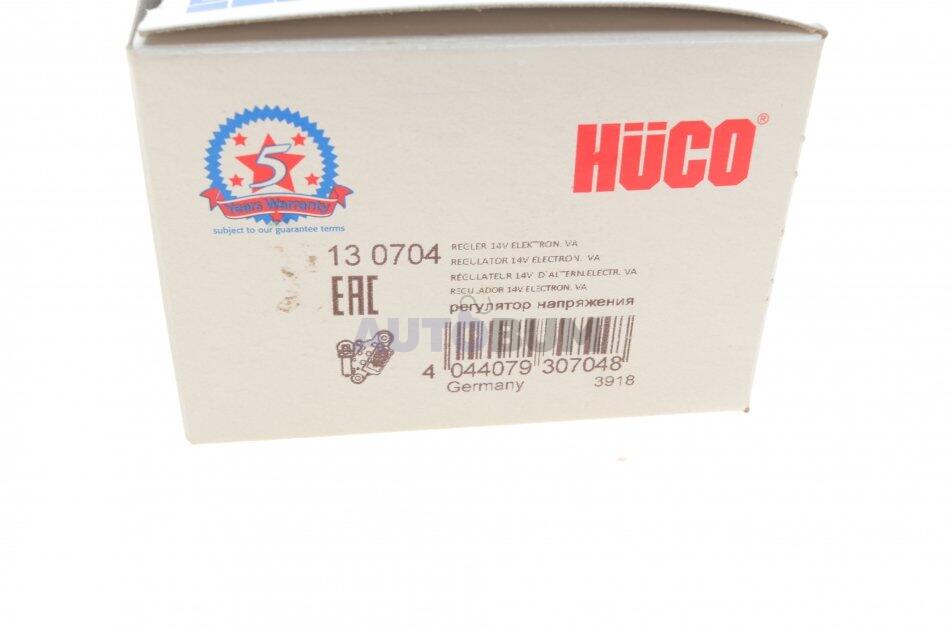 HÜCO®
5
Years Warranty
subject to our guarantee terms
13 0704
REGLER 14V ELEKTRON. VA
REGULATOR 14V ELECTRON. VA
RÉGULATEUR 14V D'ALTERN.ELECTR. VA
REGULADOR 14V ELECTRON. VA
регулятор напряжения
EAC
AUTOBUM
4 044079 307048
Germany 3918